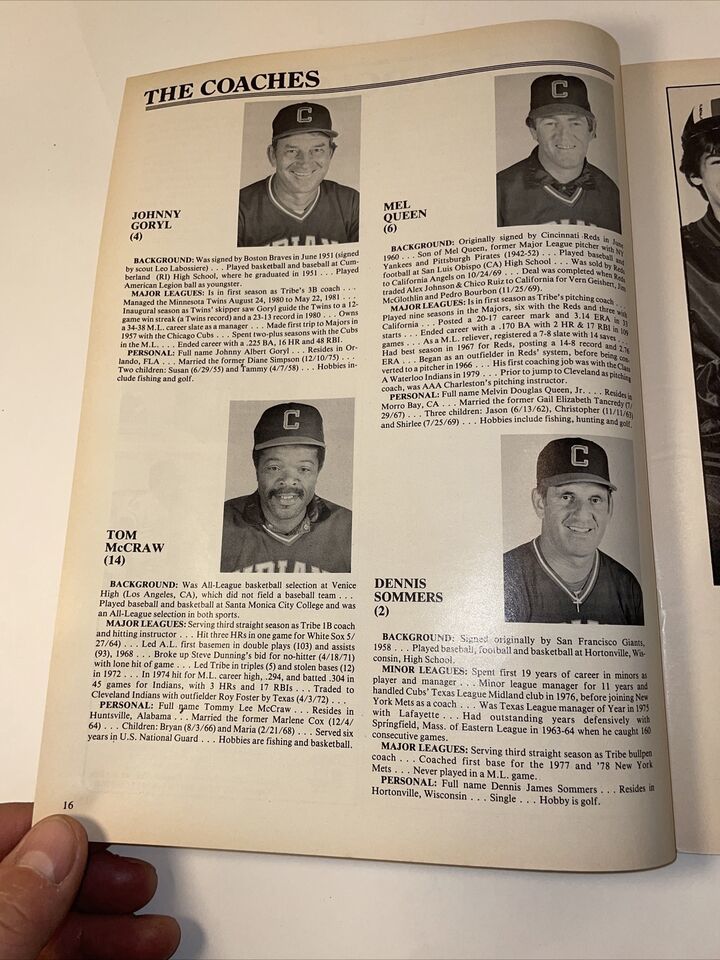 THE COACHES
C
JOHNNY
GORYL
(4)
BACKGROUND: Was signed by Boston Braves in June 1951 (signed
by scout Leo Labossiere) . . . Played basketball and baseball at Cum-
berland (RI) High School, where he graduated in 1951 . . . Played
American Legion ball as youngster.
MAJOR LEAGUES: Is in first season as Tribe's 3B coach . . .
Managed the Minnesota Twins August 24, 1980 to May 22, 1981 . . .
Inaugural season as Twins' skipper saw Goryl guide the Twins to a 12-
game win streak (a Twins record) and a 23-13 record in 1980 . . . Owns
a 34-38 M.L. career slate as a manager . . . Made first trip to Majors in
1957 with the Chicago Cubs . . . Spent two-plus seasons with the Cubs
in the M.L. . . . Ended career with a .225 BA, 16 HR and 48 RBI.
PERSONAL: Full name Johnny Albert Goryl . . . Resides in Or-
lando, FLA . . . Married the former Diane Simpson (12/10/75) . . .
Two children: Susan (6/29/55) and Tammy (4/7/58) . . . Hobbies in-
clude fishing and golf.
C
INDIANS
TOM
McCRAW
(14)
BACKGROUND: Was All-League basketball selection at Venice
High (Los Angeles, CA), which did not field a baseball team . . .
Played baseball and basketball at Santa Monica City College and was
an All-League selection in both sports.
MAJOR LEAGUES: Serving third straight season as Tribe 1B coach
and hitting instructor . . . Hit three HRs in one game for White Sox 5/
27/64) . . . Led A.L. first basemen in double plays (103) and assists
(93), 1968 . . . Broke up Steve Dunning's bid for no-hitter (4/18/71)
with lone hit of game . . . Led Tribe in triples (5) and stolen bases (12)
in 1972 . . . In 1974 hit for M.L. career high, .294, and batted .304 in
45 games for Indians, with 3 HRs and 17 RBIs . . . Traded to
Cleveland Indians with outfielder Roy Foster by Texas (4/3/72) . . .
PERSONAL: Full name Tommy Lee McCraw . . . Resides in
Huntsville, Alabama . . . Married the former Marlene Cox (12/4/
64) . . . Children: Bryan (8/3/66) and Maria (2/21/68) . . . Served six
years in U.S. National Guard . . . Hobbies are fishing and basketball.
16
C
MEL
QUEEN
(6)
BACKGROUND: Originally signed by Cincinnati Reds in June
1960 . . . Son of Mel Queen, former Major League pitcher with NY
Yankees and Pittsburgh Pirates (1942-52) . . . Played baseball and
football at San Luis Obispo (CA) High School . . . Was sold by Reds
to California Angels on 10/24/69 . . . Deal was completed when Reds
traded Alex Johnson & Chico Ruiz to California for Vern Geishert, Jim
McGlothlin and Pedro Bourbon (11/25/69).
MAJOR LEAGUES: Is in first season as Tribe's pitching coach . . .
Played nine seasons in the Majors, six with the Reds and three with
California . . . Posted a 20-17 career mark and 3.14 ERA in 33
starts . . . Ended career with a .170 BA with 2 HR & 17 RBI in 109
games . . . As a M.L. reliever, registered a 7-8 slate with 14 saves . . .
Had best season in 1967 for Reds, posting a 14-8 record and 2.76
ERA . . . Began as an outfielder in Reds' system, before being con-
verted to a pitcher in 1966 . . . His first coaching job was with the Class
A Waterloo Indians in 1979 . . . Prior to jump to Cleveland as pitching
coach, was AAA Charleston's pitching instructor.
PERSONAL: Full name Melvin Douglas Queen, Jr. . . . Resides in
Morro Bay, CA . . . Married the former Gail Elizabeth Tancredy (7/
29/67) . . . Three children: Jason (6/13/62), Christopher (11/11/63)
and Shirlee (7/25/69) . . . Hobbies include fishing, hunting and golf.
C
DENNIS
SOMMERS
(2)
BACKGROUND: Signed originally by San Francisco Giants,
1958 . . . Played baseball, football and basketball at Hortonville, Wis-
consin, High School.
MINOR LEAGUES: Spent first 19 years of career in minors as
player and manager . . . Minor league manager for 11 years and
handled Cubs' Texas League Midland club in 1976, before joining New
York Mets as a coach . . . Was Texas League manager of Year in 1975
with Lafayette . . . Had outstanding years defensively with
Springfield, Mass. of Eastern League in 1963-64 when he caught 160
consecutive games.
MAJOR LEAGUES: Serving third straight season as Tribe bullpen
coach . . . Coached first base for the 1977 and '78 New York
Mets . . . Never played in a M.L. game.
PERSONAL: Full name Dennis James Sommers . . . Resides in
Hortonville, Wisconsin . . . Single . . . Hobby is golf.